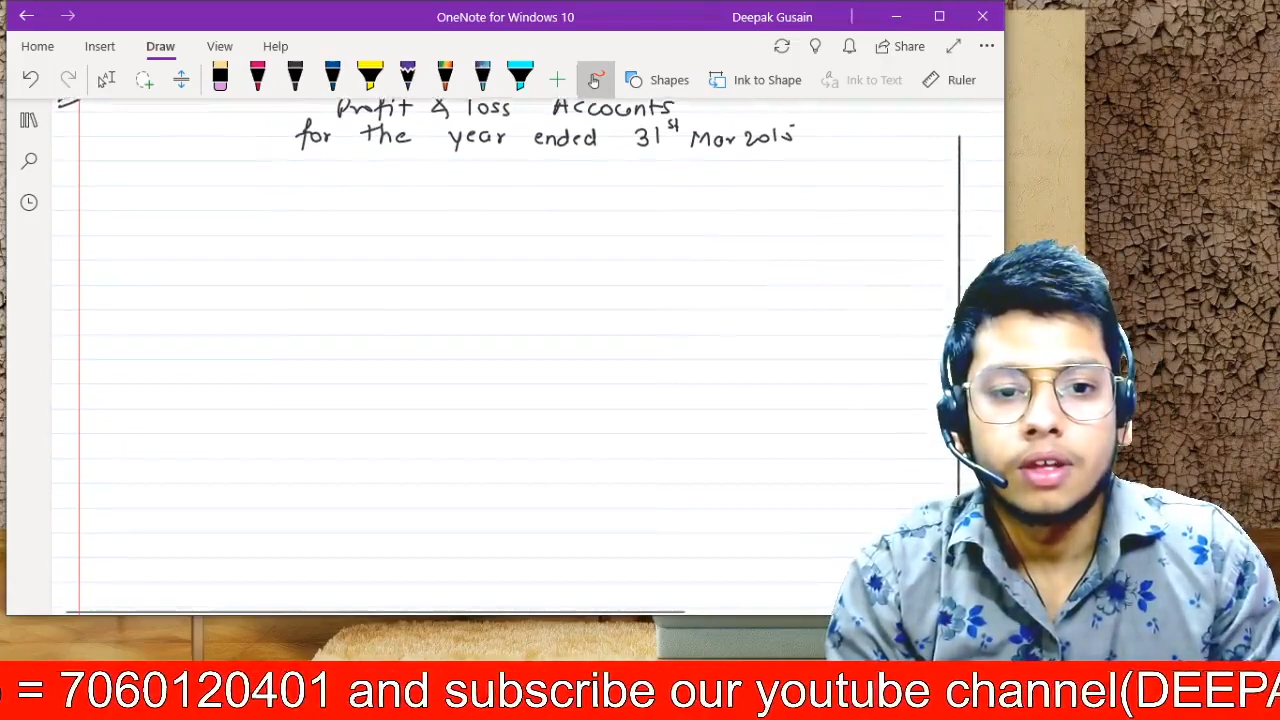 OneNote for Windows 10
Deepak Gusain
Home Insert Draw View Help
Share
Shapes Ink to Shape Ink to Text Ruler
Profit & loss Accounts
for the year ended 31st Mar 2015
= 7060120401 and subscribe our youtube channel(DEEPA